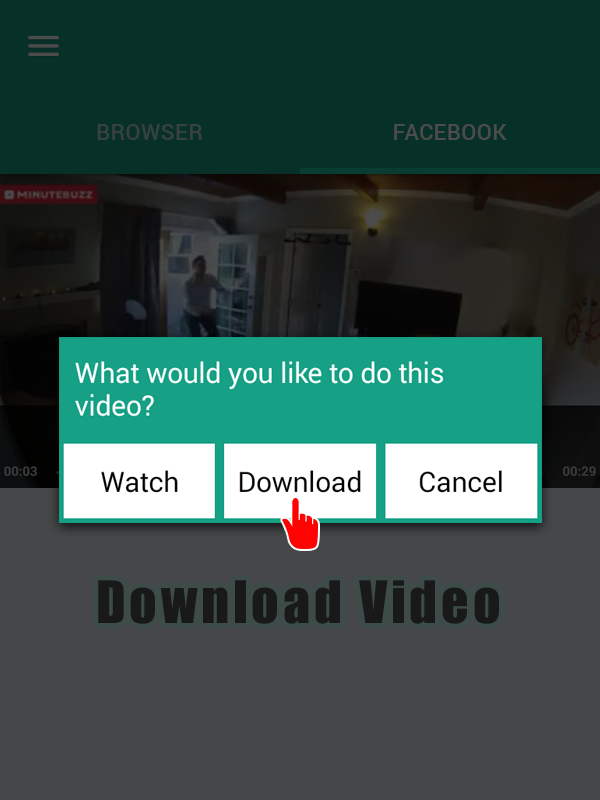 BROWSER
FACEBOOK
MINUTEBUZZ
What would you like to do this
video?
Watch
Download
Cancel
00:03
00:29
Download Video